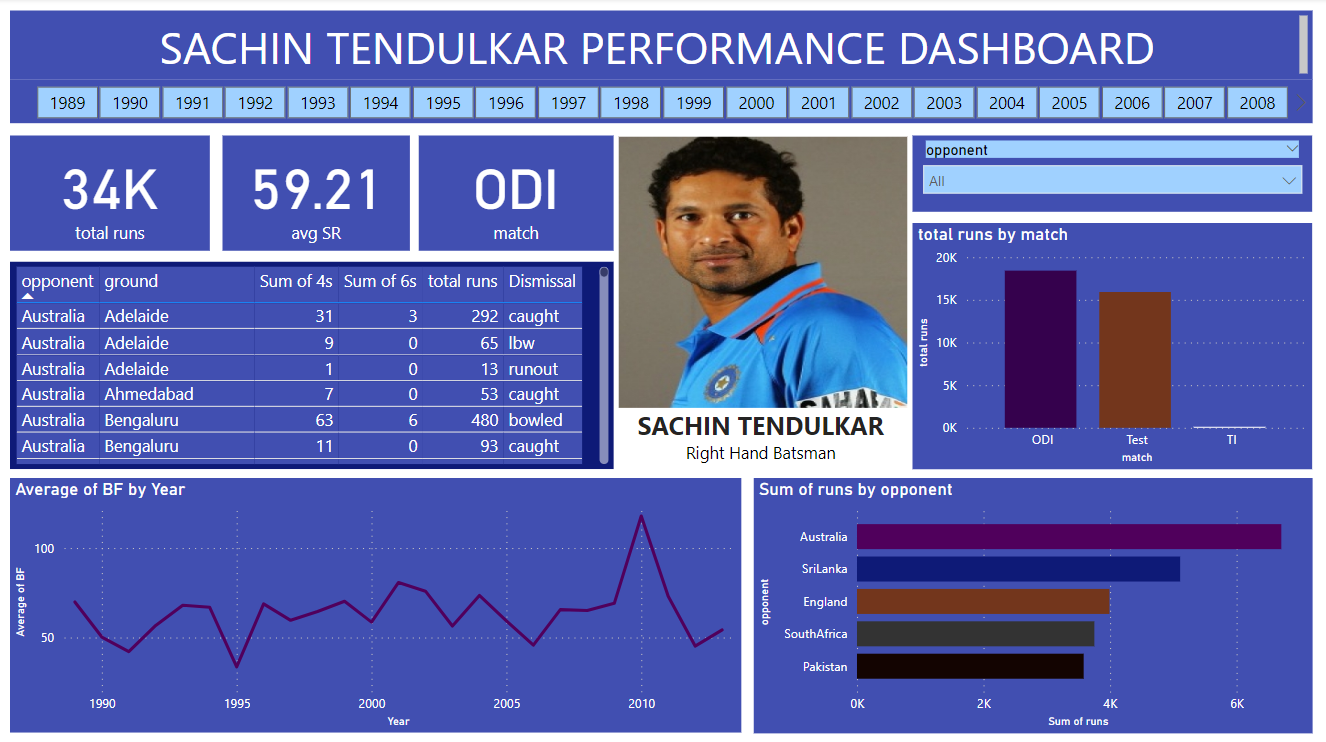 SACHIN TENDULKAR PERFORMANCE DASHBOARD
1989 1990 1991 1992 1993 1994 1995 1996 1997 1998 1999 2000 2001 2002 2003 2004 2005 2006 2007 2008
34K
total runs
59.21
avg SR
ODI
match
opponent ground Sum of 4s Sum of 6s total runs Dismissal
Australia Adelaide 31 3 292 caught
Australia Adelaide 9 0 65 lbw
Australia Adelaide 1 0 13 runout
Australia Ahmedabad 7 0 53 caught
Australia Bengaluru 63 6 480 bowled
Australia Bengaluru 11 0 93 caught
SACHIN TENDULKAR
Right Hand Batsman
opponent
All
total runs by match
total runs
20K
15K
10K
5K
0K
ODI Test TI
match
Average of BF by Year
Average of BF
100
50
1990 1995 2000 2005 2010
Year
Sum of runs by opponent
opponent
Australia
SriLanka
England
SouthAfrica
Pakistan
0K 2K 4K 6K
Sum of runs